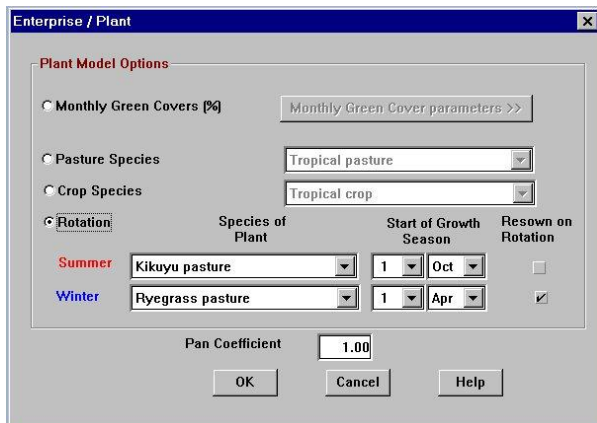 Enterprise / Plant
Plant Model Options
Monthly Green Covers (%) Monthly Green Cover parameters >>
Pasture Species Tropical pasture
Crop Species Tropical crop
Rotation Species of Plant Start of Growth Season Resown on Rotation
Summer Kikuyu pasture 1 Oct
Winter Ryegrass pasture 1 Apr
Pan Coefficient 1.00
OK Cancel Help